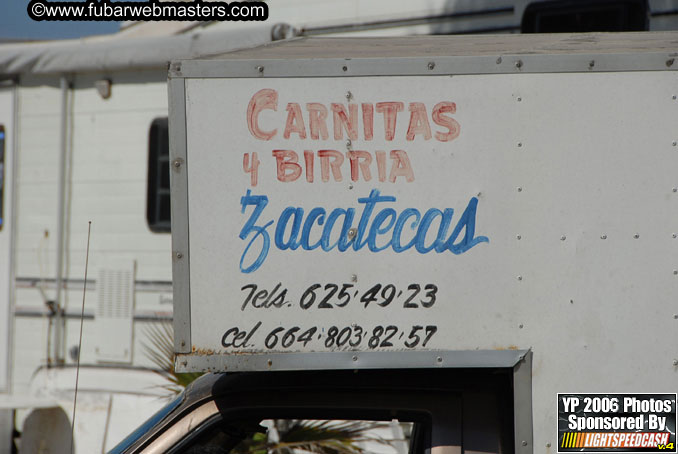 www.fubarwebmasters.com
CARNITAS
y BIRRIA
Zacatecas
Tels. 625·49·23
Cel. 664·803·82·57
YP 2006 Photos
Sponsored By
LIGHTSPEEDCASH
v.4